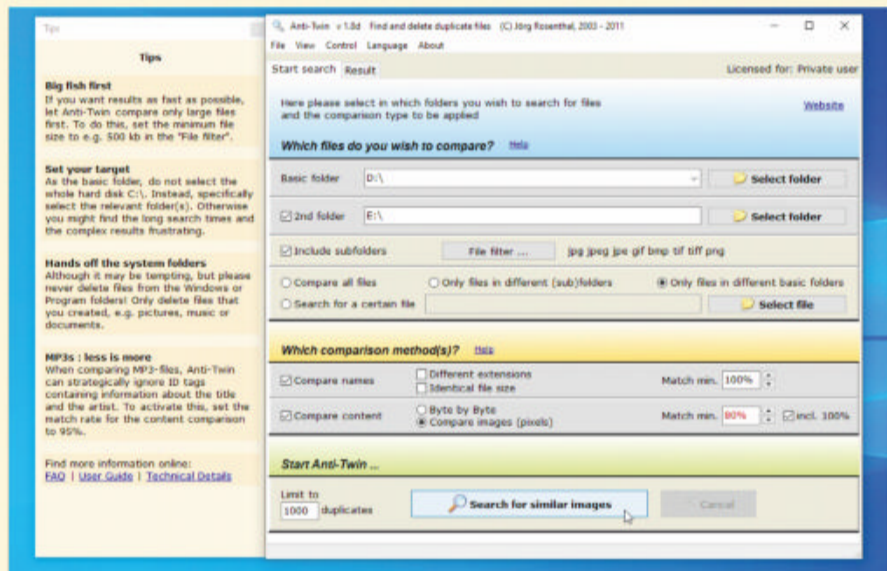 Tips
Tips
Big fish first
If you want results as fast as possible,
let Anti-Twin compare only large files
first. To do this, set the minimum file
size to e.g. 500 kb in the "File filter".
Set your target
As the basic folder, do not select the
whole hard disk C:\. Instead, specifically
select the relevant folder(s). Otherwise
you might find the long search times and
the complex results frustrating.
Hands off the system folders
Although it may be tempting, but please
never delete files from the Windows or
Program folders! Only delete files that
you created, e.g. pictures, music or
documents.
MP3s : less is more
When comparing MP3-files, Anti-Twin
can strategically ignore ID tags
containing information about the title
and the artist. To activate this, set the
match rate for the content comparison
to 95%.
Find more information online:
FAQ | User Guide | Technical Details
Anti-Twin v 1.8d Find and delete duplicate files (C) Jörg Rosenthal, 2003 - 2011
File View Control Language About
Start search Result Licensed for: Private user
Here please select in which folders you wish to search for files Website
and the comparison type to be applied
Which files do you wish to compare? Help
Basic folder D:\ Select folder
2nd folder E:\ Select folder
Include subfolders File filter ... jpg jpeg jpe gif bmp tif tiff png
Compare all files Only files in different (sub)folders Only files in different basic folders
Search for a certain file Select file
Which comparison method(s)? Help
Compare names Different extensions Match min. 100%
Identical file size
Compare content Byte by Byte Match min. 80% incl. 100%
Compare images (pixels)
Start Anti-Twin ...
Limit to
1000 duplicates Search for similar images Cancel